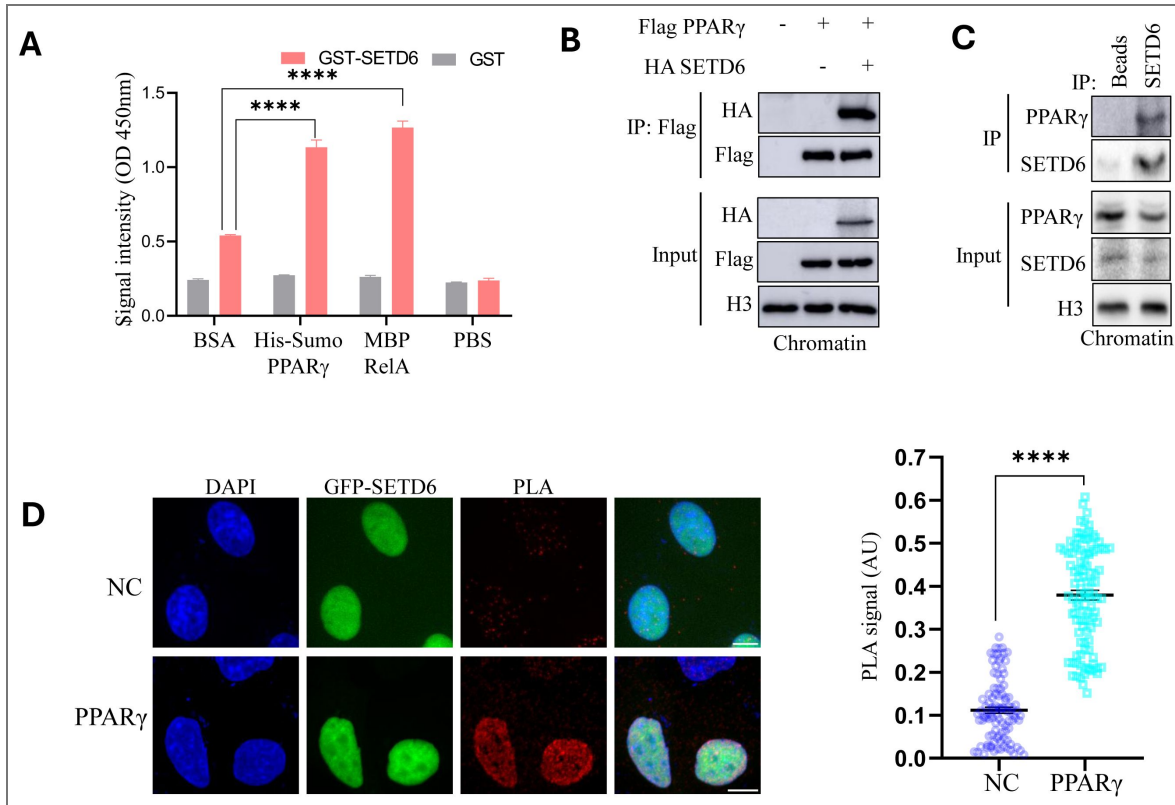 A
GST-SETD6 GST
****
****
Signal intensity (OD 450nm)
1.5
1.0
0.5
0.0
BSA
His-Sumo PPARγ
MBP RelA
PBS
B
Flag PPARγ - + +
HA SETD6 - +
IP: Flag
HA
Flag
Input
HA
Flag
H3
Chromatin
C
IP:
Beads
SETD6
IP
PPARγ
SETD6
Input
PPARγ
SETD6
H3
Chromatin
D
DAPI GFP-SETD6 PLA
NC
PPARγ
****
PLA signal (AU)
0.7
0.6
0.5
0.4
0.3
0.2
0.1
0.0
NC PPARγ